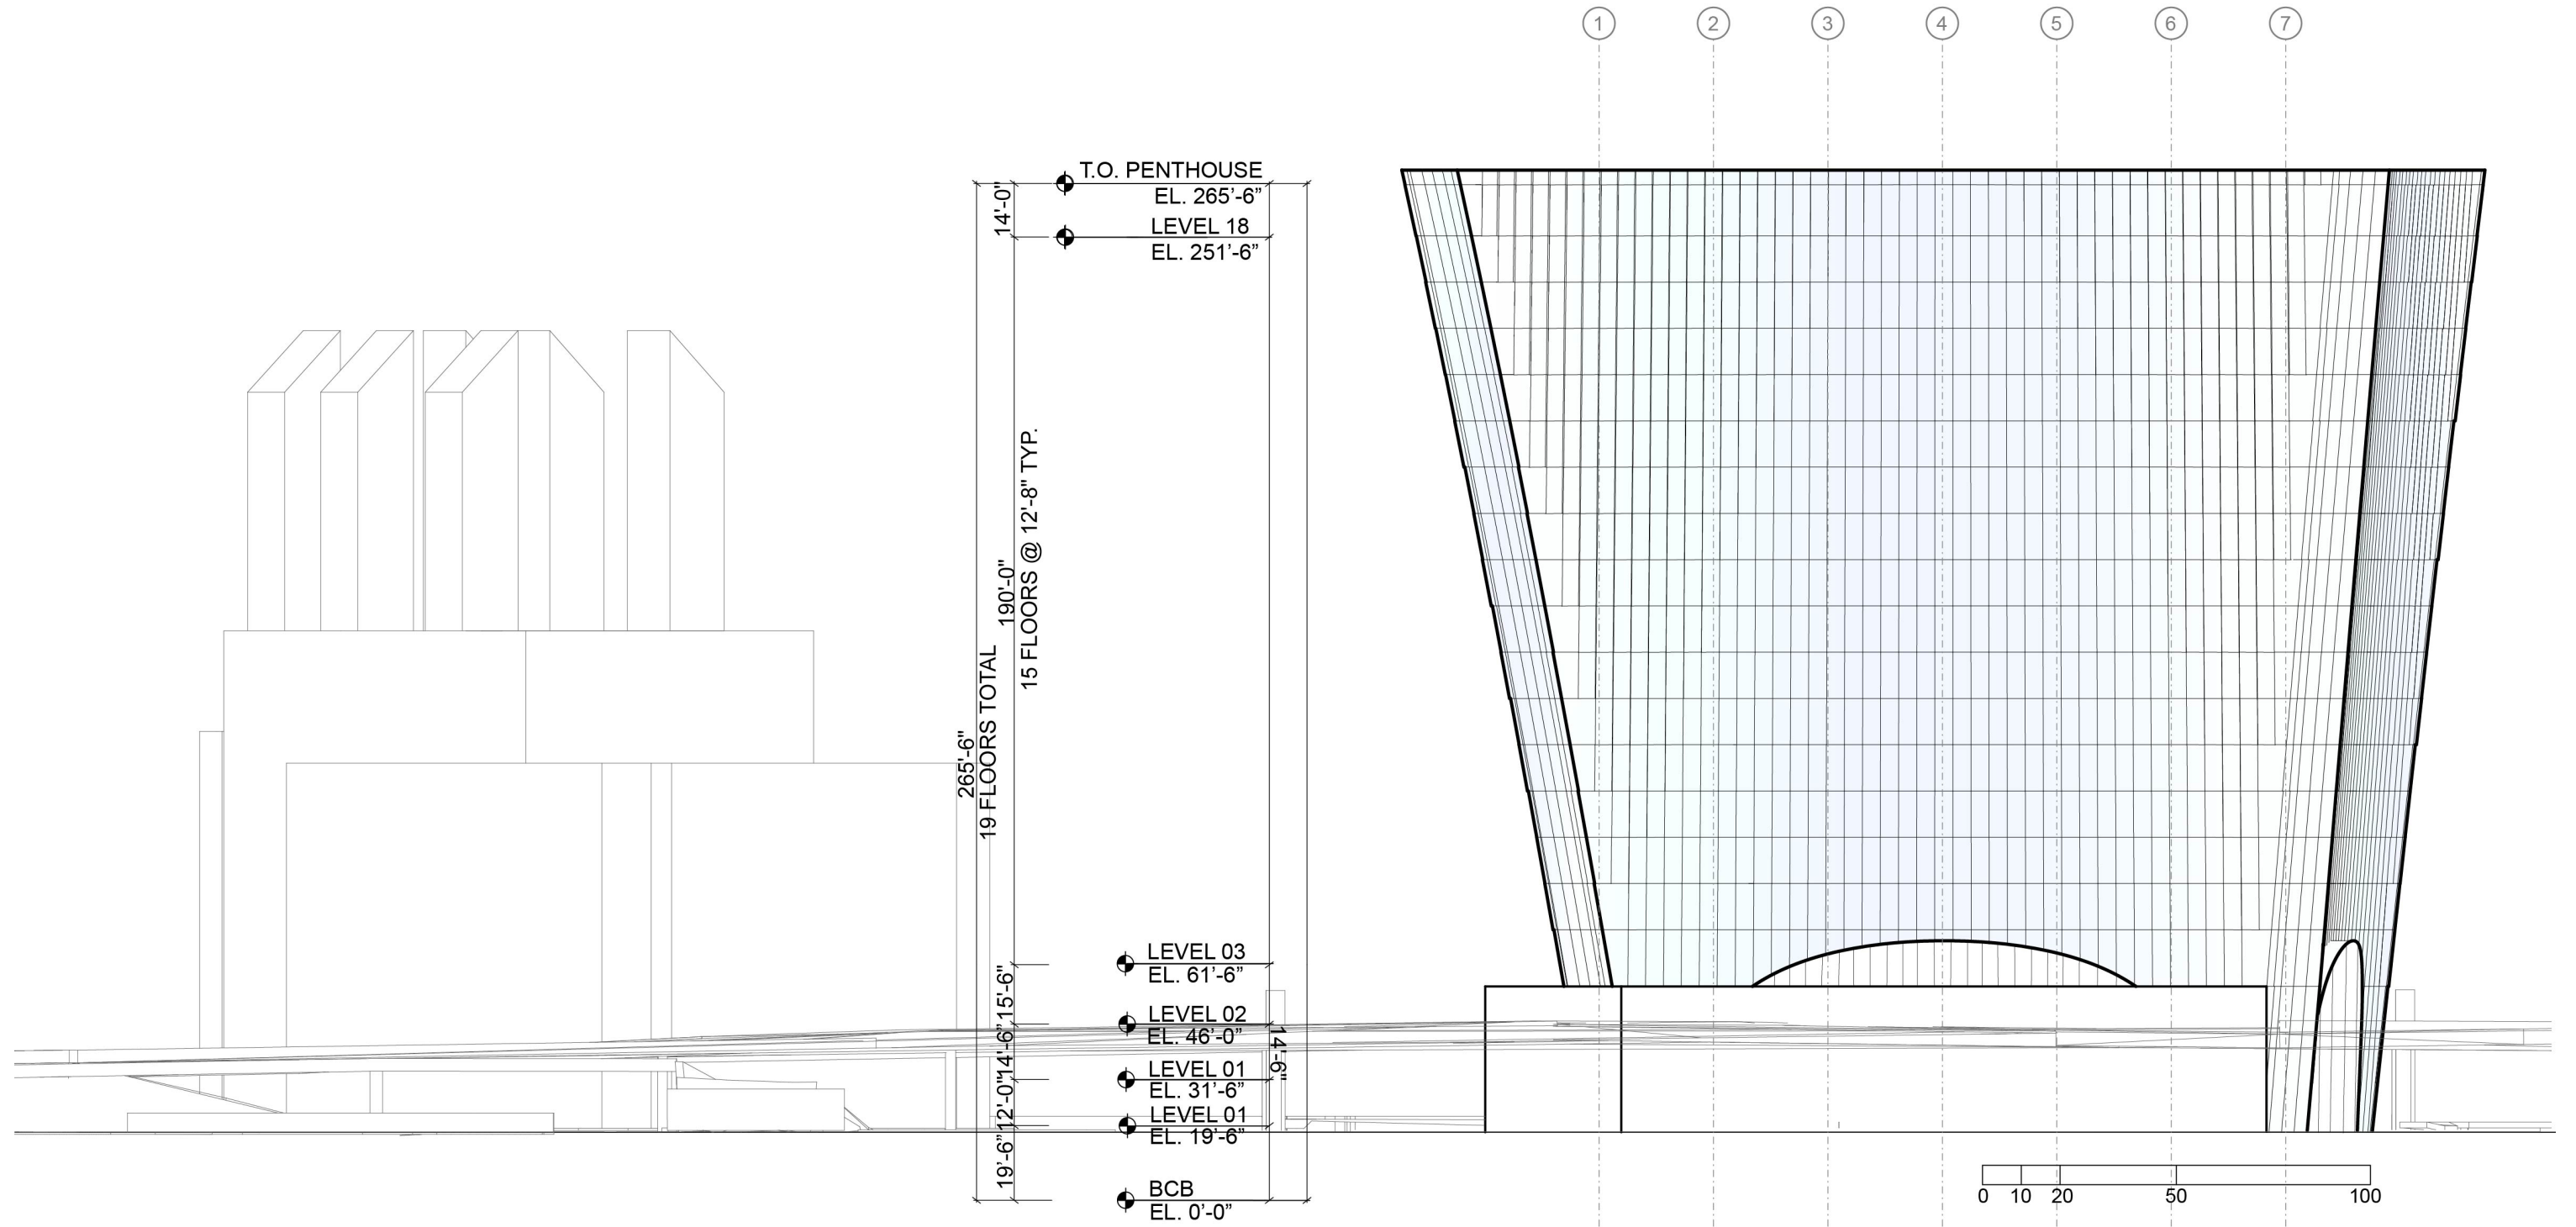 1 2 3 4 5 6 7
T.O. PENTHOUSE
EL. 265'-6”
14'-0"
LEVEL 18
EL. 251'-6”
15 FLOORS @ 12'-8" TYP.
190'-0"
19 FLOORS TOTAL
265'-6"
LEVEL 03
EL. 61'-6”
15'-6"
LEVEL 02
EL. 46'-0”
14'-6"
14'-6"
LEVEL 01
EL. 31'-6”
12'-0"
LEVEL 01
EL. 19'-6”
19'-6”
BCB
EL. 0'-0”
0 10 20 50 100